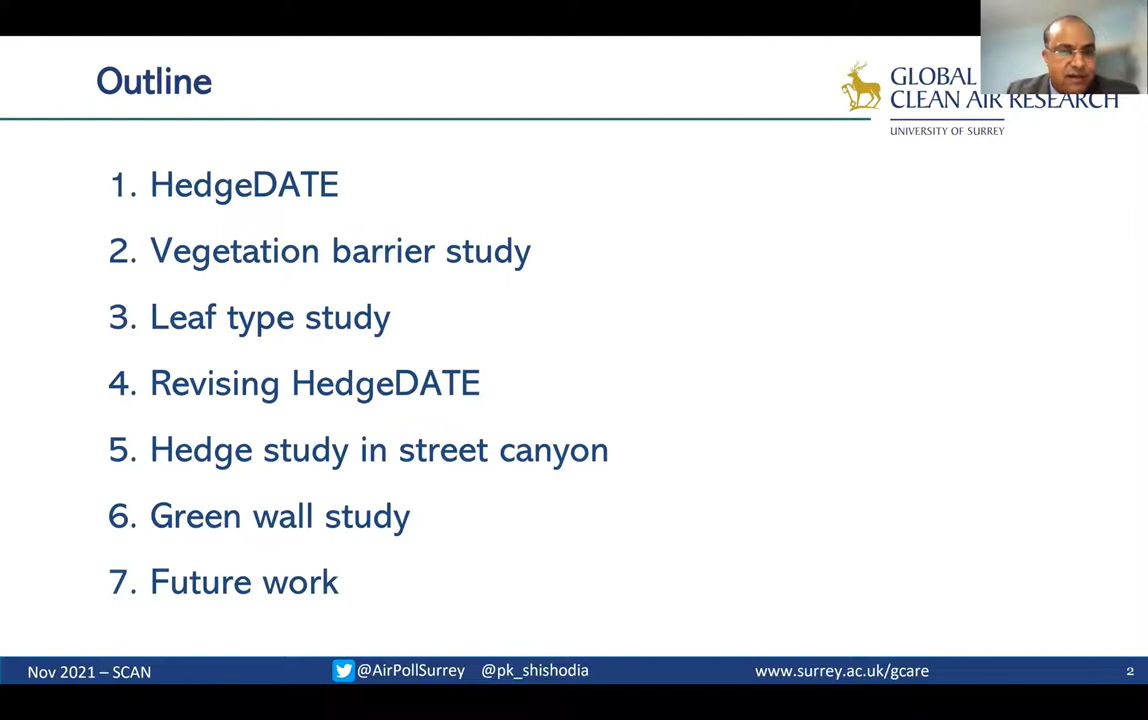 Outline
GLOBAL
CLEAN AIR RESEARCH
UNIVERSITY OF SURREY
1. HedgeDATE
2. Vegetation barrier study
3. Leaf type study
4. Revising HedgeDATE
5. Hedge study in street canyon
6. Green wall study
7. Future work
Nov 2021 – SCAN
@AirPollSurrey @pk_shishodia
www.surrey.ac.uk/gcare
2